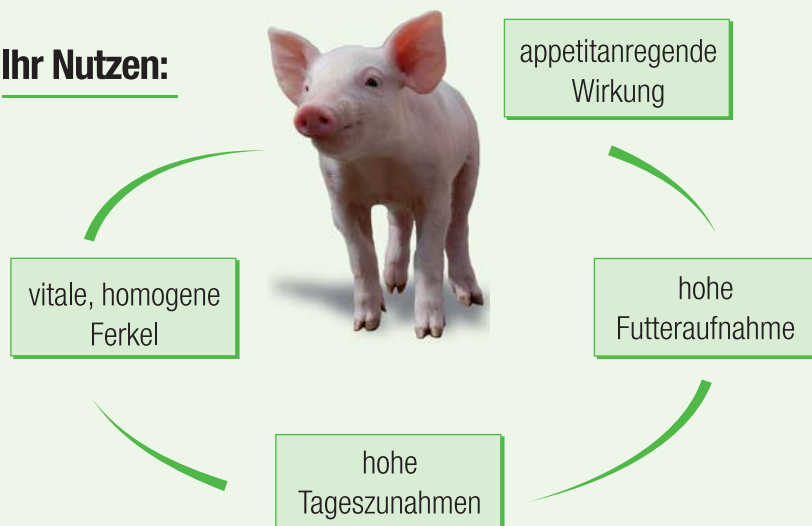 Ihr Nutzen:
appetitanregende
Wirkung
hohe
Futteraufnahme
hohe
Tageszunahmen
vitale, homogene
Ferkel